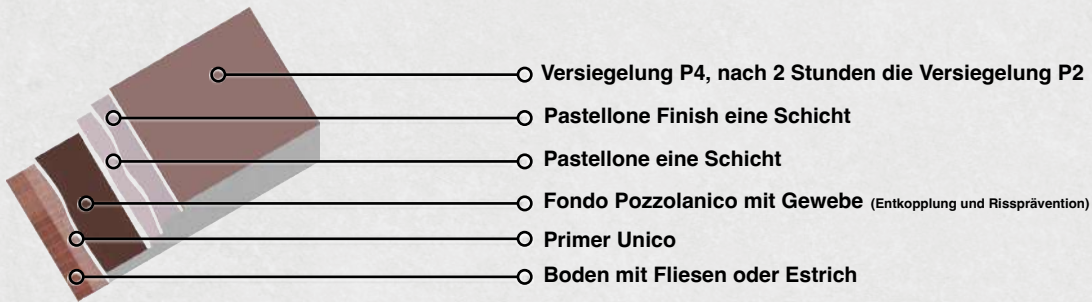 Versiegelung P4, nach 2 Stunden die Versiegelung P2
Pastellone Finish eine Schicht
Pastellone eine Schicht
Fondo Pozzolanico mit Gewebe (Entkopplung und Rissprävention)
Primer Unico
Boden mit Fliesen oder Estrich